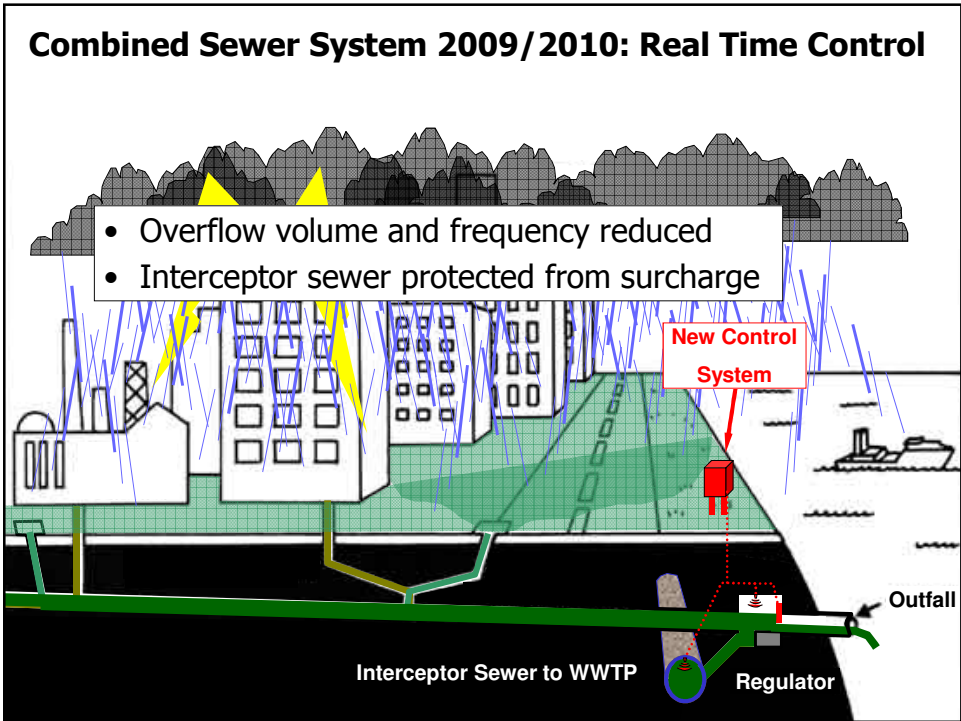 Combined Sewer System 2009/2010: Real Time Control
• Overflow volume and frequency reduced
• Interceptor sewer protected from surcharge
New Control
System
Outfall
Interceptor Sewer to WWTP
Regulator